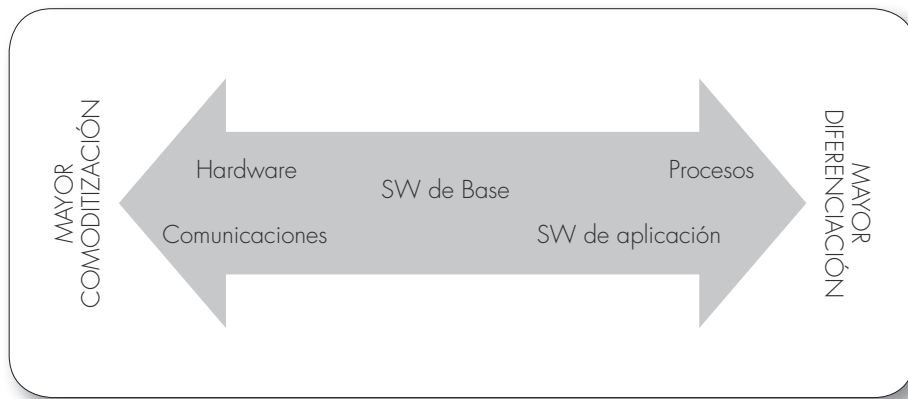 MAYOR
COMODITIZACIÓN
Hardware
Comunicaciones
SW de Base
Procesos
SW de aplicación
MAYOR
DIFERENCIACIÓN